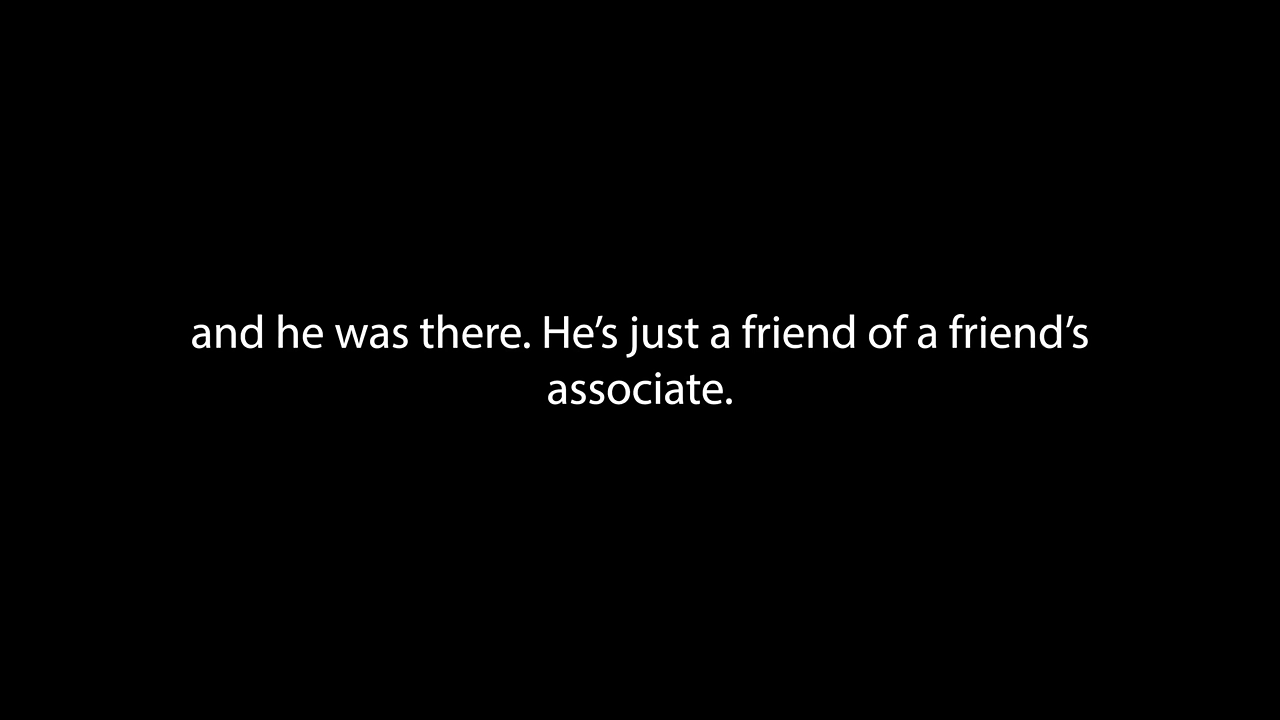 and he was there. He’s just a friend of a friend’s
associate.